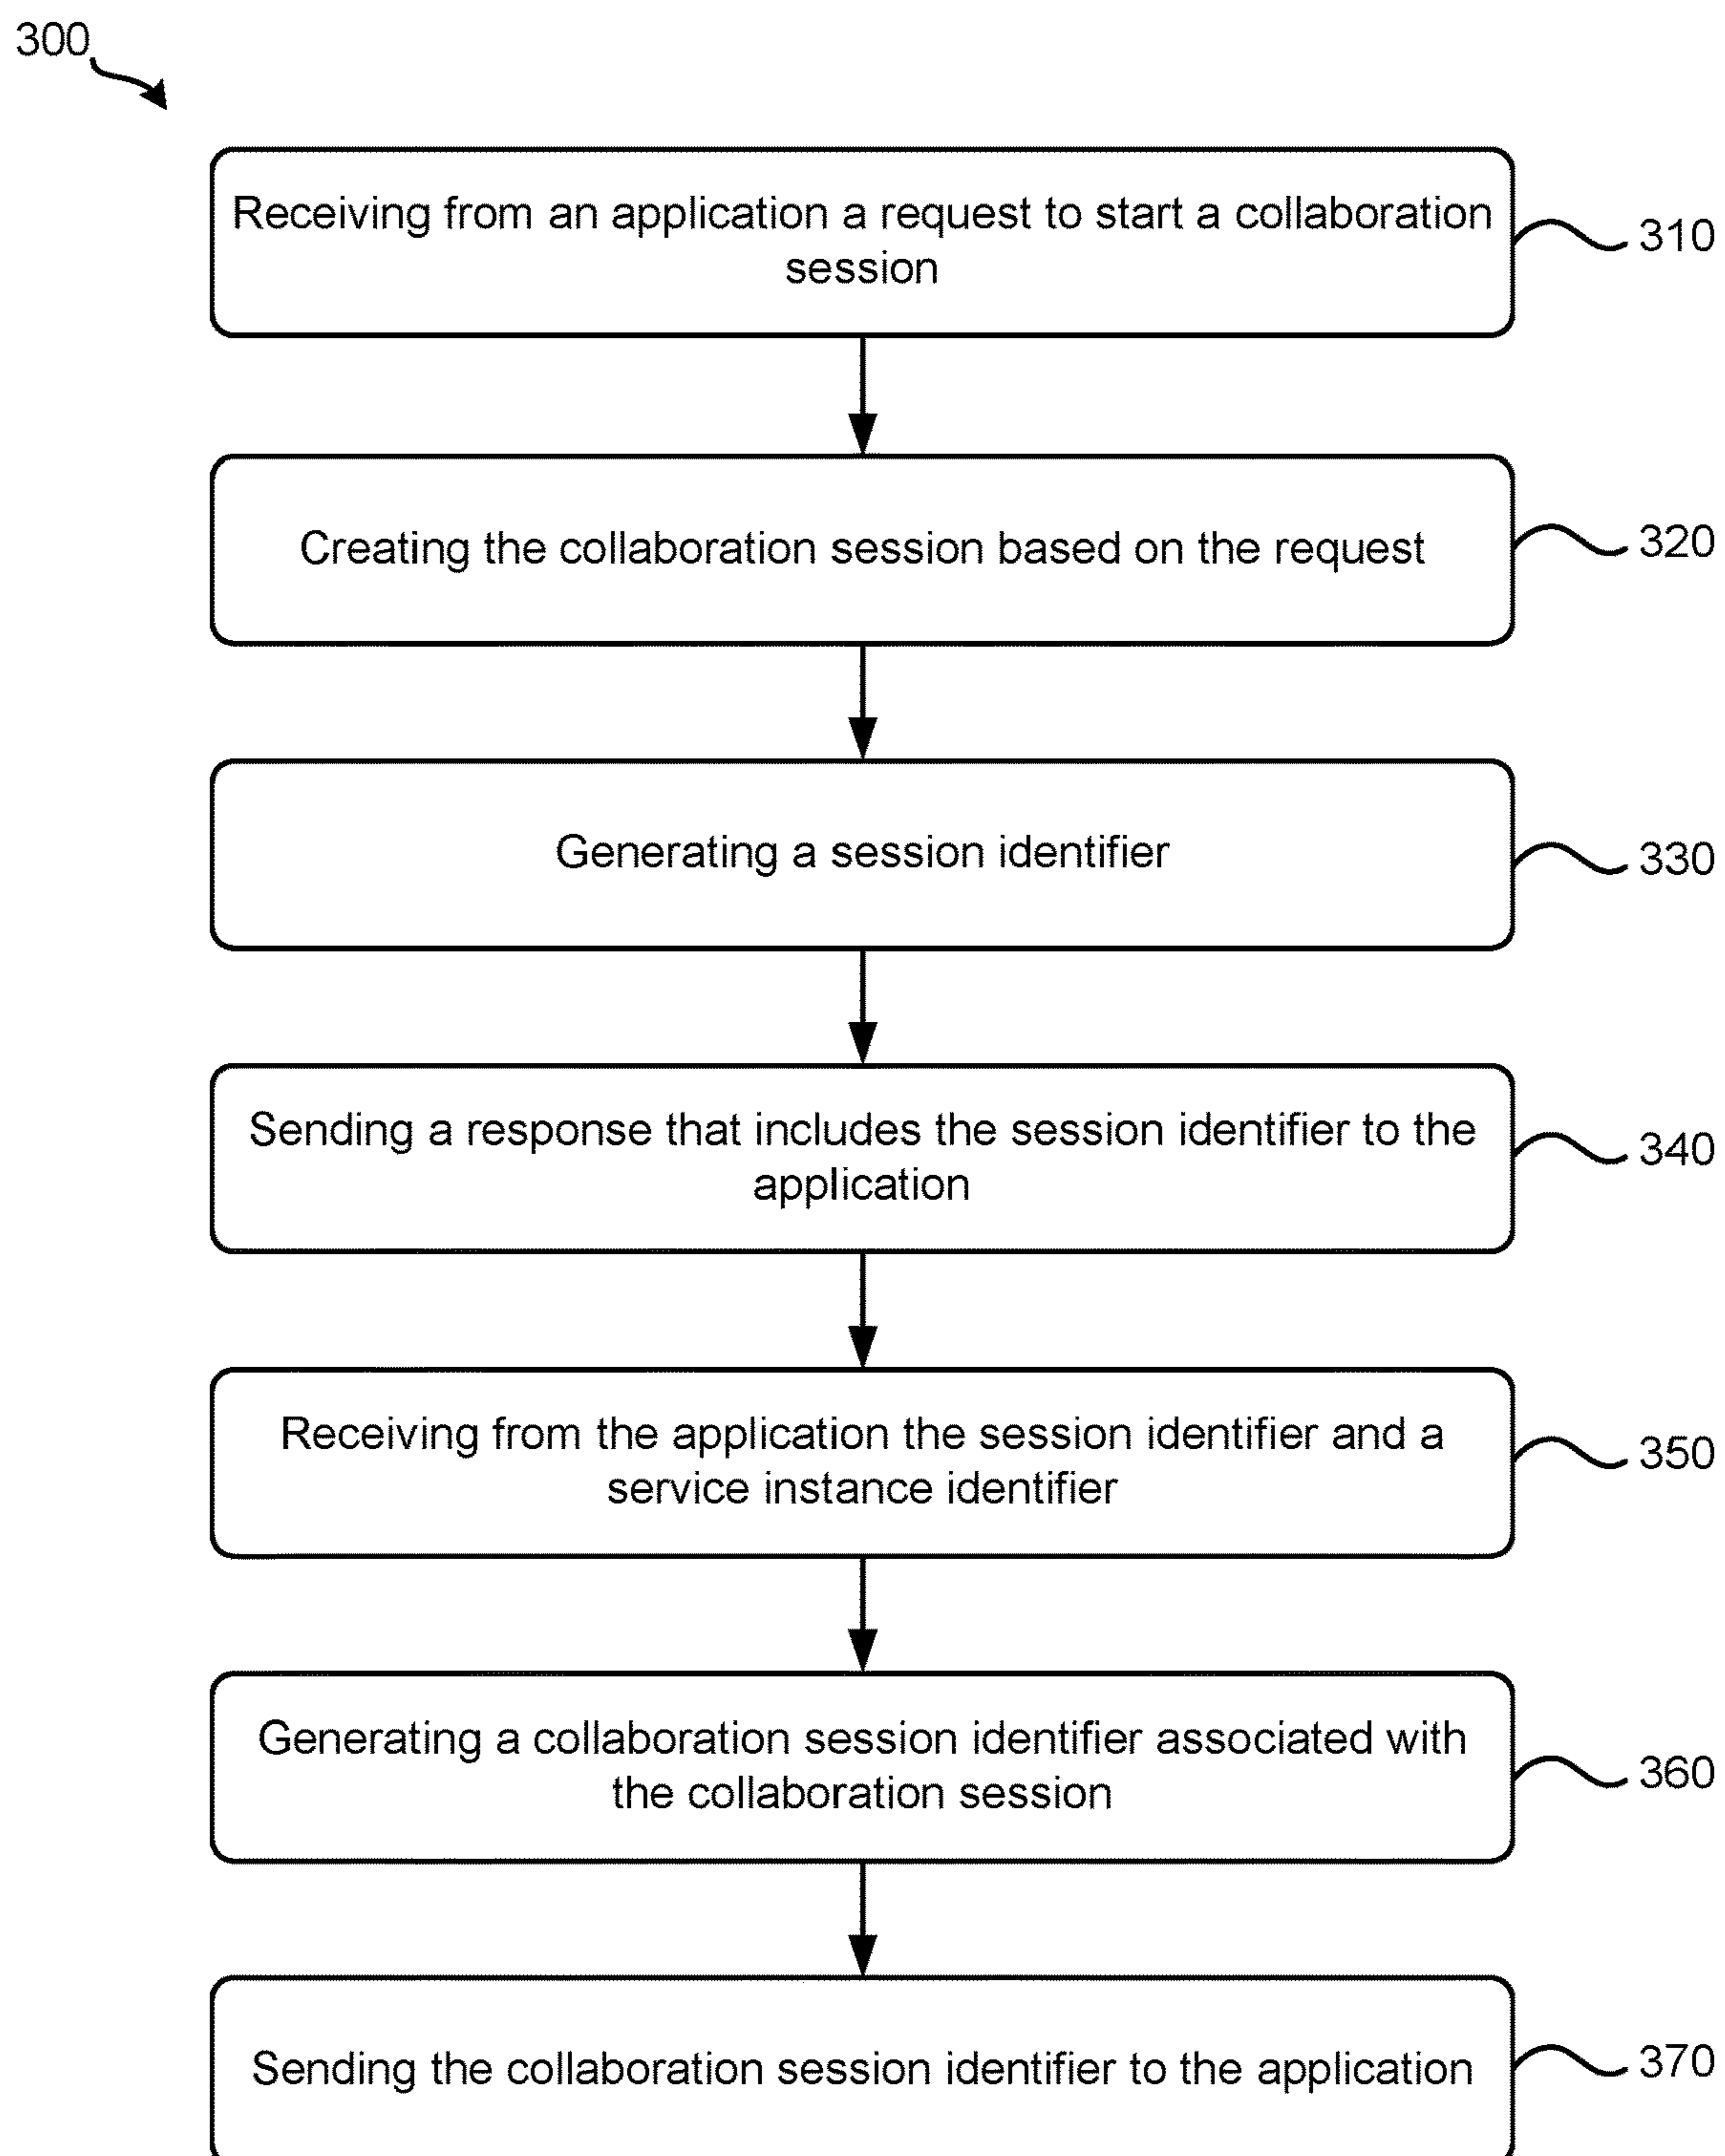 300
Receiving from an application a request to start a collaboration
session
310
Creating the collaboration session based on the request
320
Generating a session identifier
330
Sending a response that includes the session identifier to the
application
340
Receiving from the application the session identifier and a
service instance identifier
350
Generating a collaboration session identifier associated with
the collaboration session
360
Sending the collaboration session identifier to the application
370